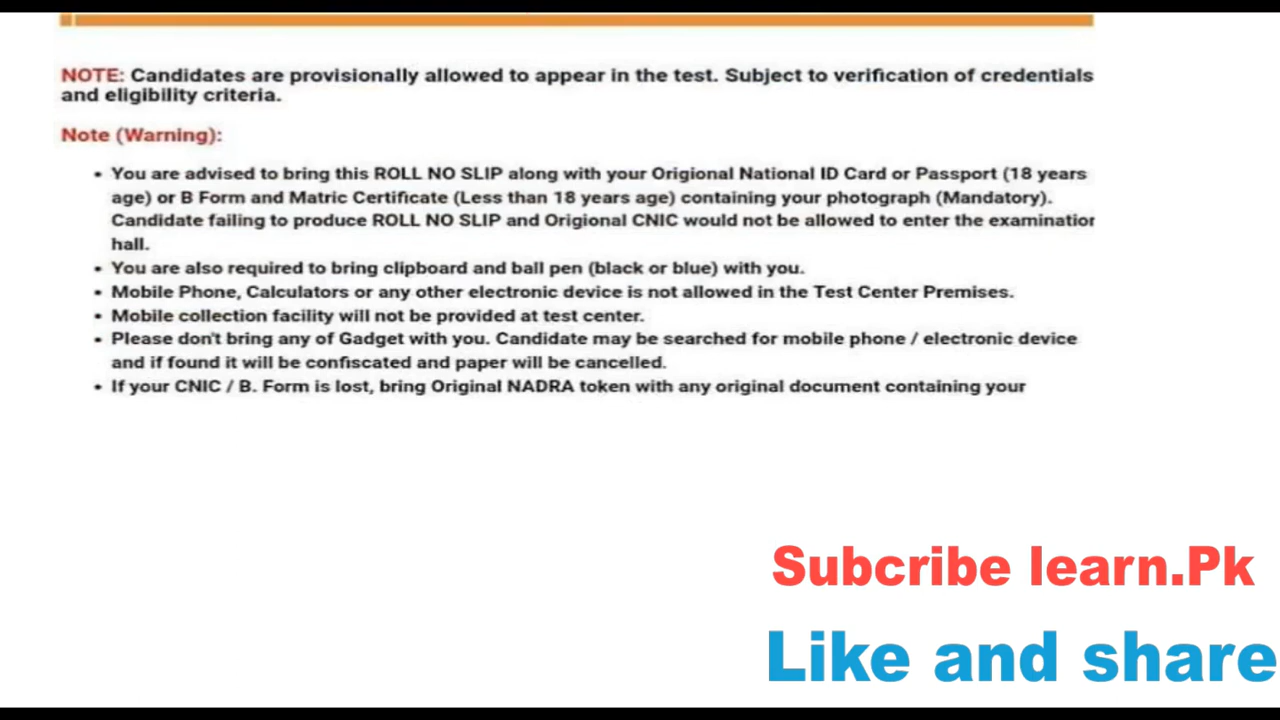 NOTE: Candidates are provisionally allowed to appear in the test. Subject to verification of credentials
and eligibility criteria.
Note (Warning):
• You are advised to bring this ROLL NO SLIP along with your Origional National ID Card or Passport (18 years
age) or B Form and Matric Certificate (Less than 18 years age) containing your photograph (Mandatory).
Candidate failing to produce ROLL NO SLIP and Origional CNIC would not be allowed to enter the examination
hall.
• You are also required to bring clipboard and ball pen (black or blue) with you.
• Mobile Phone, Calculators or any other electronic device is not allowed in the Test Center Premises.
• Mobile collection facility will not be provided at test center.
• Please don't bring any of Gadget with you. Candidate may be searched for mobile phone / electronic device
and if found it will be confiscated and paper will be cancelled.
• If your CNIC / B. Form is lost, bring Original NADRA token with any original document containing your
Subcribe learn.Pk
Like and share